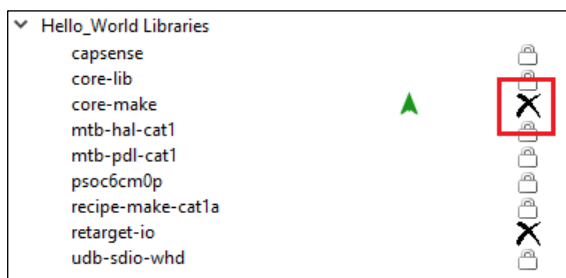 Hello_World Libraries
capsense
core-lib
core-make
mtb-hal-cat1
mtb-pdl-cat1
psoc6cm0p
recipe-make-cat1a
retarget-io
udb-sdio-whd